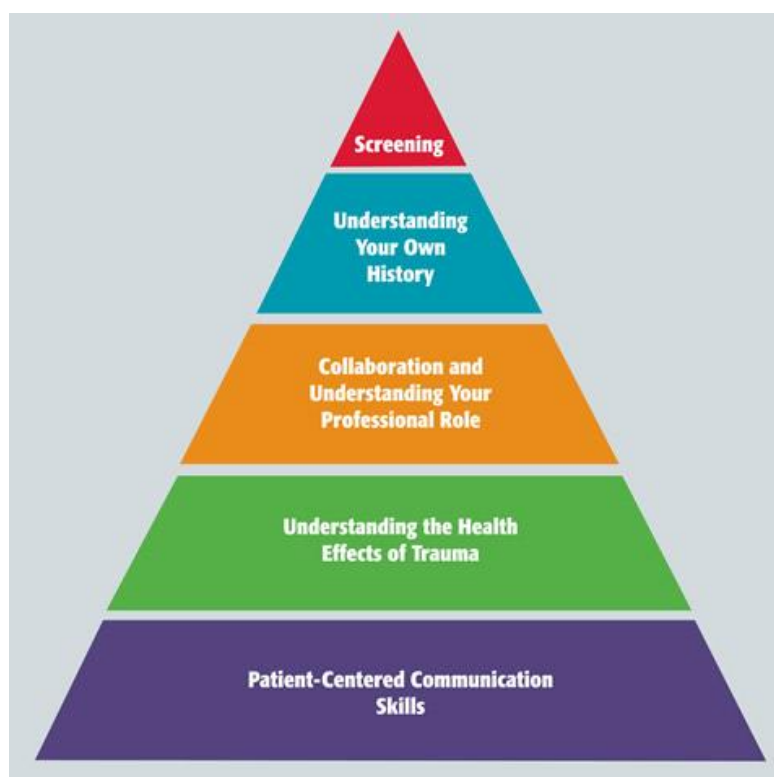 Screening
Understanding
Your Own
History
Collaboration and
Understanding Your
Professional Role
Understanding the Health
Effects of Trauma
Patient-Centered Communication
Skills